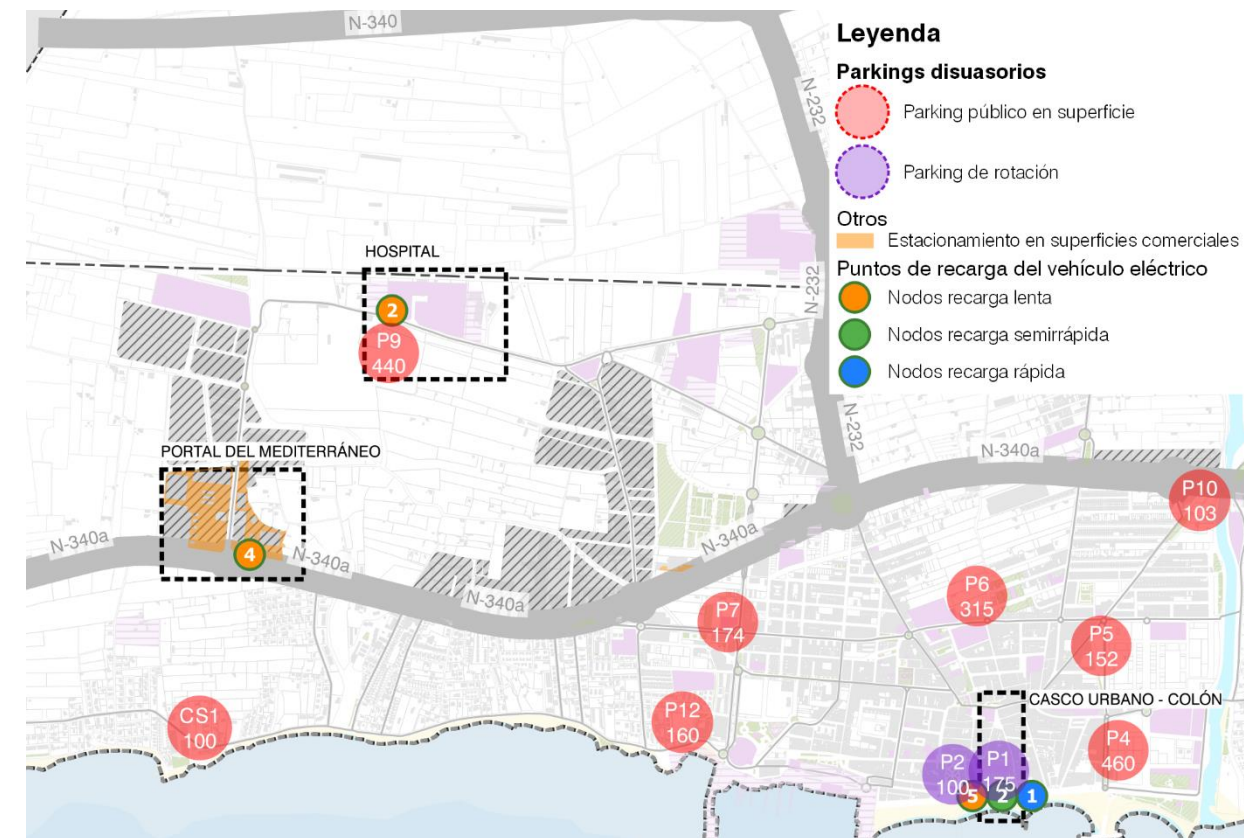 N-340
N-232
Leyenda
Parkings disuasorios
Parking público en superficie
Parking de rotación
Otros
Estacionamiento en superficies comerciales
Puntos de recarga del vehículo eléctrico
Nodos recarga lenta
Nodos recarga semirrápida
Nodos recarga rápida
HOSPITAL
2
P9
440
N-232
N-232
PORTAL DEL MEDITERRÁNEO
N-340a
4
N-340a
N-340a
N-340a
N-340a
P10
103
P6
315
P7
174
P5
152
CASCO URBANO - COLÓN
CS1
100
P12
160
P4
460
P2
100
P1
175
5
2
1